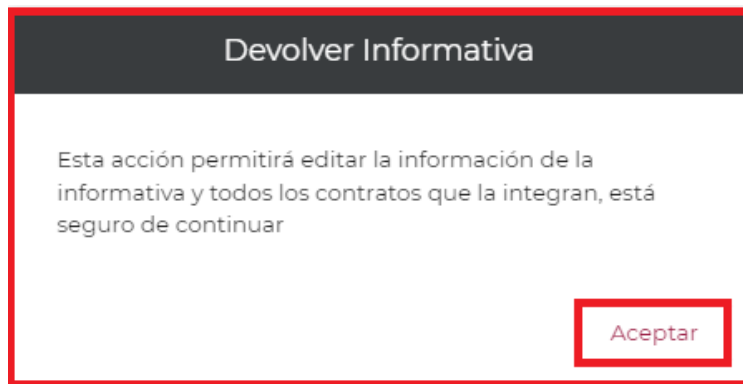 Devolver Informativa
Esta acción permitirá editar la información de la
informativa y todos los contratos que la integran, está
seguro de continuar
Aceptar